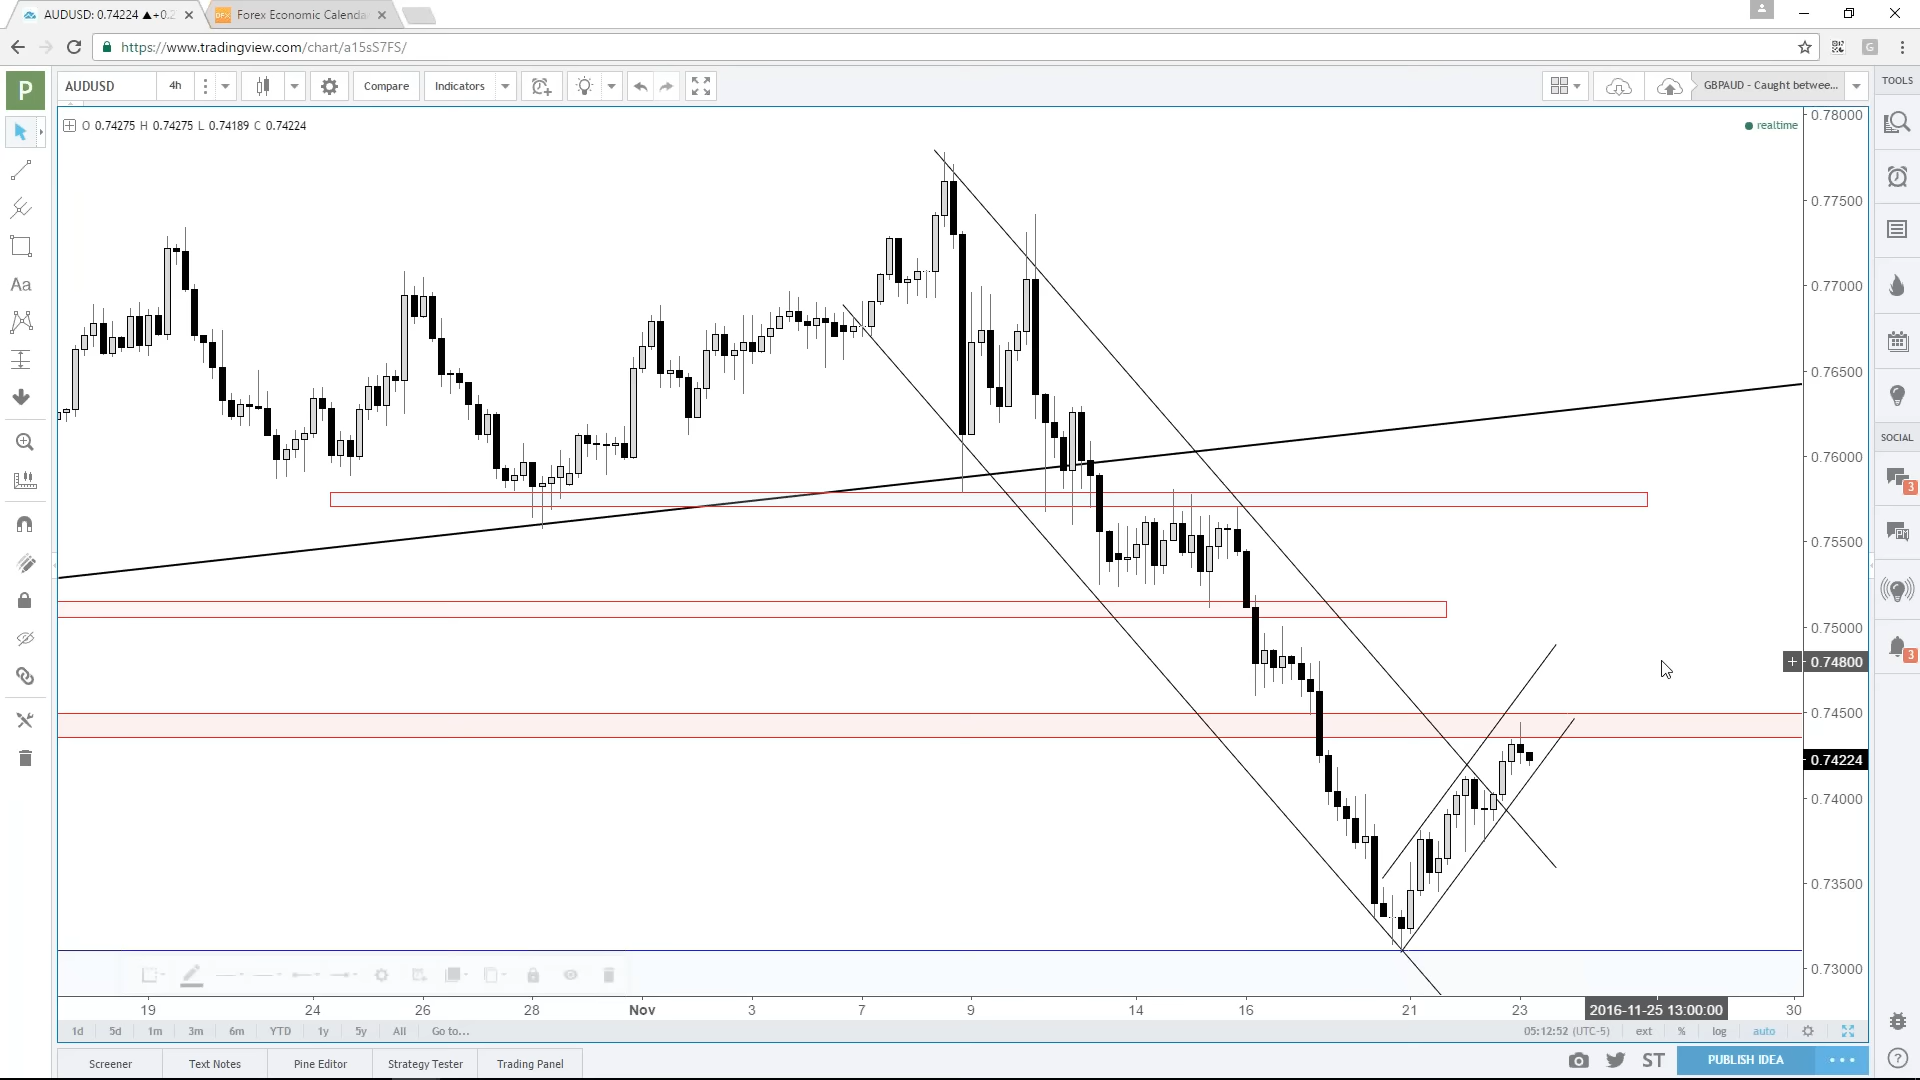 AUDUSD: 0.74224 ▲+0.2
Forex Economic Calenda
https://www.tradingview.com/chart/a15sS7FS/
P
AUDUSD
4h
Compare
Indicators
GBPAUD - Caught betwee...
TOOLS
O 0.74275 H 0.74275 L 0.74189 C 0.74224
realtime
0.78000
0.77500
0.77000
0.76500
0.76000
0.75500
0.75000
0.74800
0.74500
0.74224
0.74000
0.73500
0.73000
Aa
SOCIAL
3
3
19 24 26 28 Nov 3 7 9 14 16 21 23 2016-11-25 13:00:00 30
1d 5d 1m 3m 6m YTD 1y 5y All Go to...
05:12:52 (UTC-5) ext % log auto
Screener Text Notes Pine Editor Strategy Tester Trading Panel
ST PUBLISH IDEA